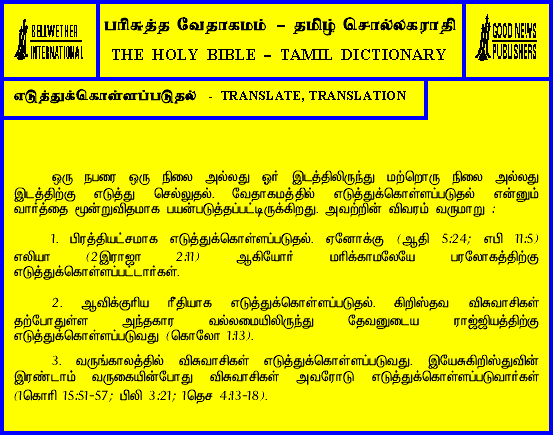 BELLWETHER
INTERNATIONAL
பரிசுத்த வேதாகமம் – தமிழ் சொல்லகராதி
THE HOLY BIBLE – TAMIL DICTIONARY
GOOD NEWS
PUBLISHERS
எடுத்துக்கொள்ளப்படுதல் - TRANSLATE, TRANSLATION
ஒரு நபரை ஒரு நிலை அல்லது ஓர் இடத்திலிருந்து மற்றொரு நிலை அல்லது
இடத்திற்கு எடுத்து செல்லுதல். வேதாகமத்தில் எடுத்துக்கொள்ளப்படுதல் என்னும்
வார்த்தை மூன்றுவிதமாக பயன்படுத்தப்பட்டிருக்கிறது. அவற்றின் விவரம் வருமாறு :
1. பிரத்தியட்சமாக எடுத்துக்கொள்ளப்படுதல். ஏனோக்கு (ஆதி 5:24; எபி 11:5)
எலியா (2இராஜா 2:11) ஆகியோர் மரிக்காமலேயே பரலோகத்திற்கு
எடுத்துக்கொள்ளப்பட்டார்கள்.
2. ஆவிக்குரிய ரீதியாக எடுத்துக்கொள்ளப்படுதல். கிறிஸ்தவ விசுவாசிகள்
தற்போதுள்ள அந்தகார வல்லமையிலிருந்து தேவனுடைய ராஜ்ஜியத்திற்கு
எடுத்துக்கொள்ளப்படுவது (கொலோ 1:13).
3. வருங்காலத்தில் விசுவாசிகள் எடுத்துக்கொள்ளப்படுவது. இயேசுகிறிஸ்துவின்
இரண்டாம் வருகையின்போது விசுவாசிகள் அவரோடு எடுத்துக்கொள்ளப்படுவார்கள்
(1கொரி 15:51-57; பிலி 3:21; 1தெச 4:13-18).